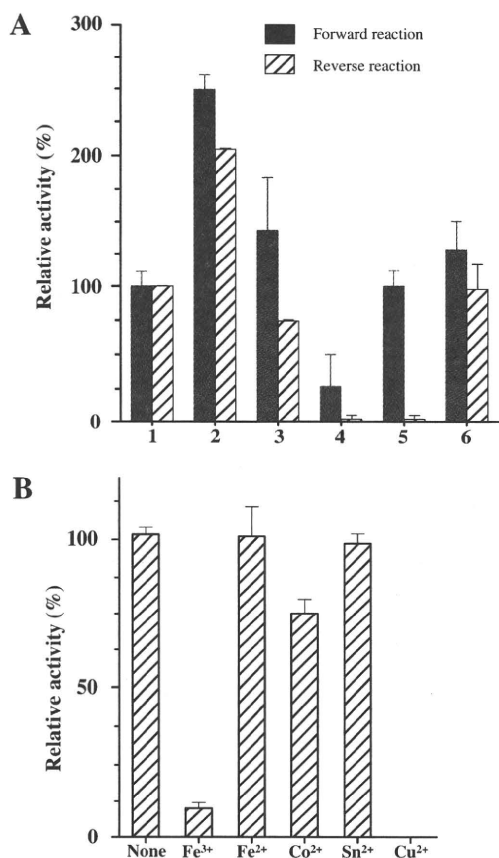 A
300
200
100
0
Relative activity (%)
Forward reaction
Reverse reaction
1 2 3 4 5 6
B
100
50
0
Relative activity (%)
None Fe³⁺ Fe²⁺ Co²⁺ Sn²⁺ Cu²⁺